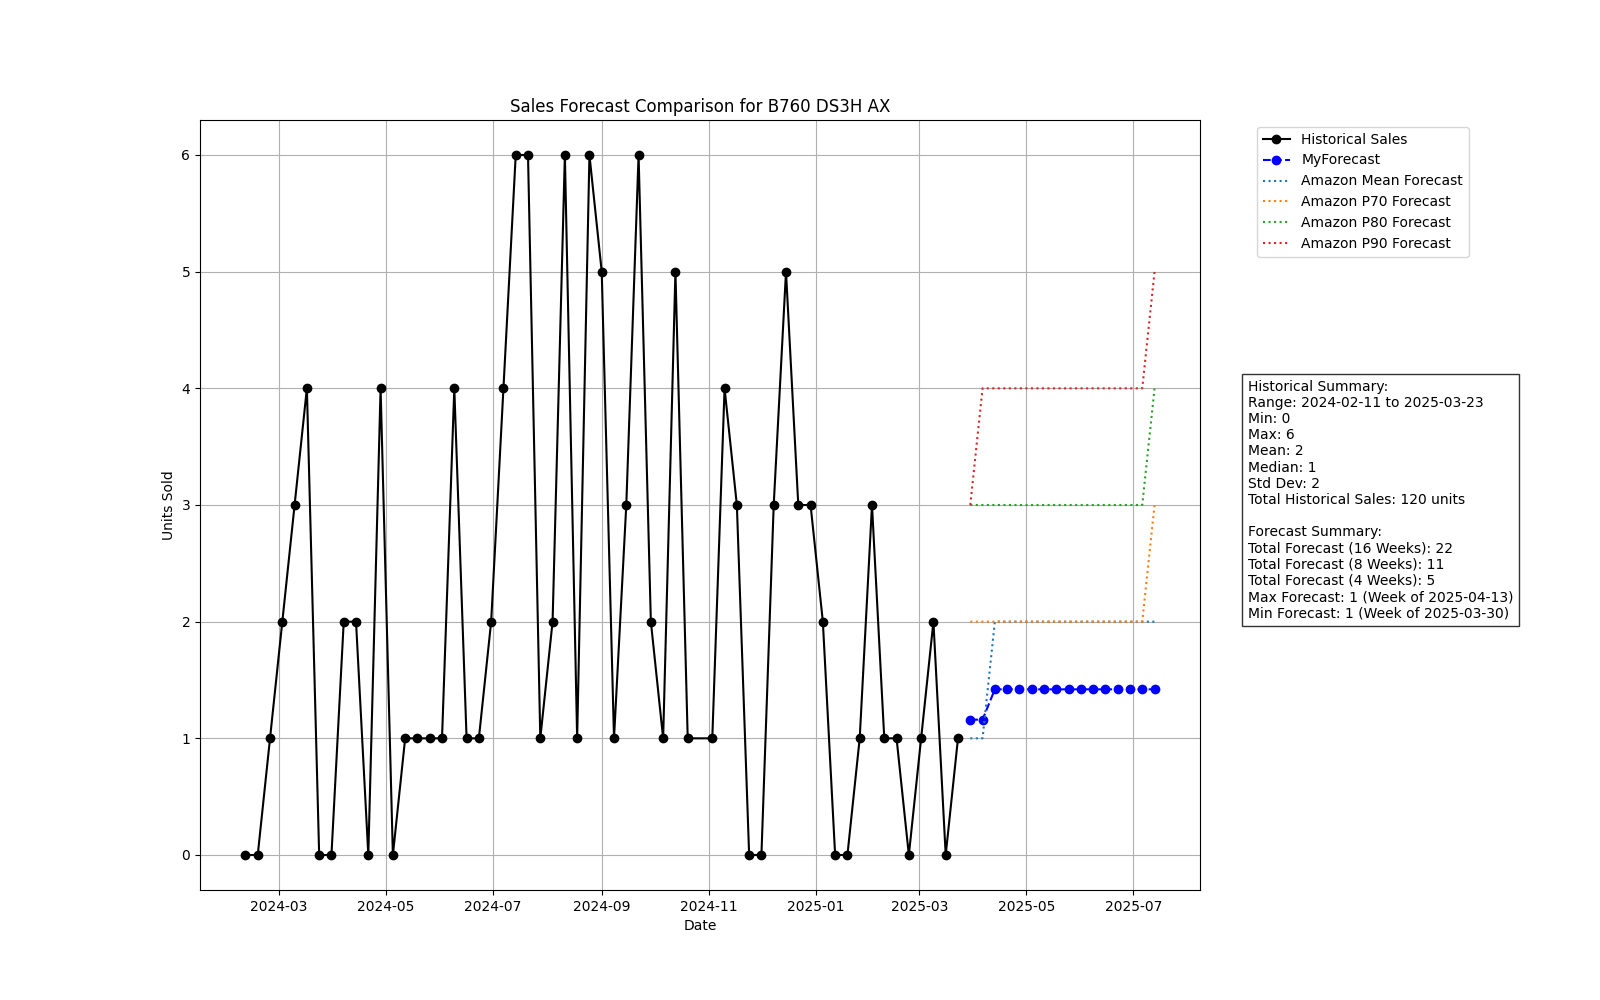 Sales Forecast Comparison for B760 DS3H AX
Units Sold
6
5
4
3
2
1
0
2024-03
2024-05
2024-07
2024-09
2024-11
2025-01
2025-03
2025-05
2025-07
Date
Historical Sales
MyForecast
Amazon Mean Forecast
Amazon P70 Forecast
Amazon P80 Forecast
Amazon P90 Forecast
Historical Summary:
Range: 2024-02-11 to 2025-03-23
Min: 0
Max: 6
Mean: 2
Median: 1
Std Dev: 2
Total Historical Sales: 120 units
Forecast Summary:
Total Forecast (16 Weeks): 22
Total Forecast (8 Weeks): 11
Total Forecast (4 Weeks): 5
Max Forecast: 1 (Week of 2025-04-13)
Min Forecast: 1 (Week of 2025-03-30)